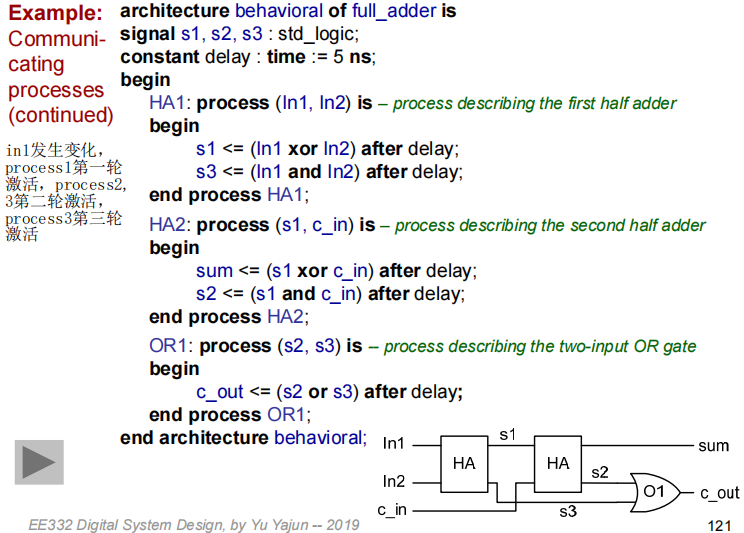 Example:
Communi-
cating
processes
(continued)
in1发生变化，
process1第一轮
激活，process2,
3第二轮激活，
process3第三轮
激活
architecture behavioral of full_adder is
signal s1, s2, s3 : std_logic;
constant delay : time := 5 ns;
begin
HA1: process (In1, In2) is – process describing the first half adder
begin
s1 <= (In1 xor In2) after delay;
s3 <= (In1 and In2) after delay;
end process HA1;
HA2: process (s1, c_in) is – process describing the second half adder
begin
sum <= (s1 xor c_in) after delay;
s2 <= (s1 and c_in) after delay;
end process HA2;
OR1: process (s2, s3) is -- process describing the two-input OR gate
begin
c_out <= (s2 or s3) after delay;
end process OR1;
end architecture behavioral;
In1
In2
c_in
HA
s1
HA
s2
s3
O1
sum
c_out
EE332 Digital System Design, by Yu Yajun -- 2019
121